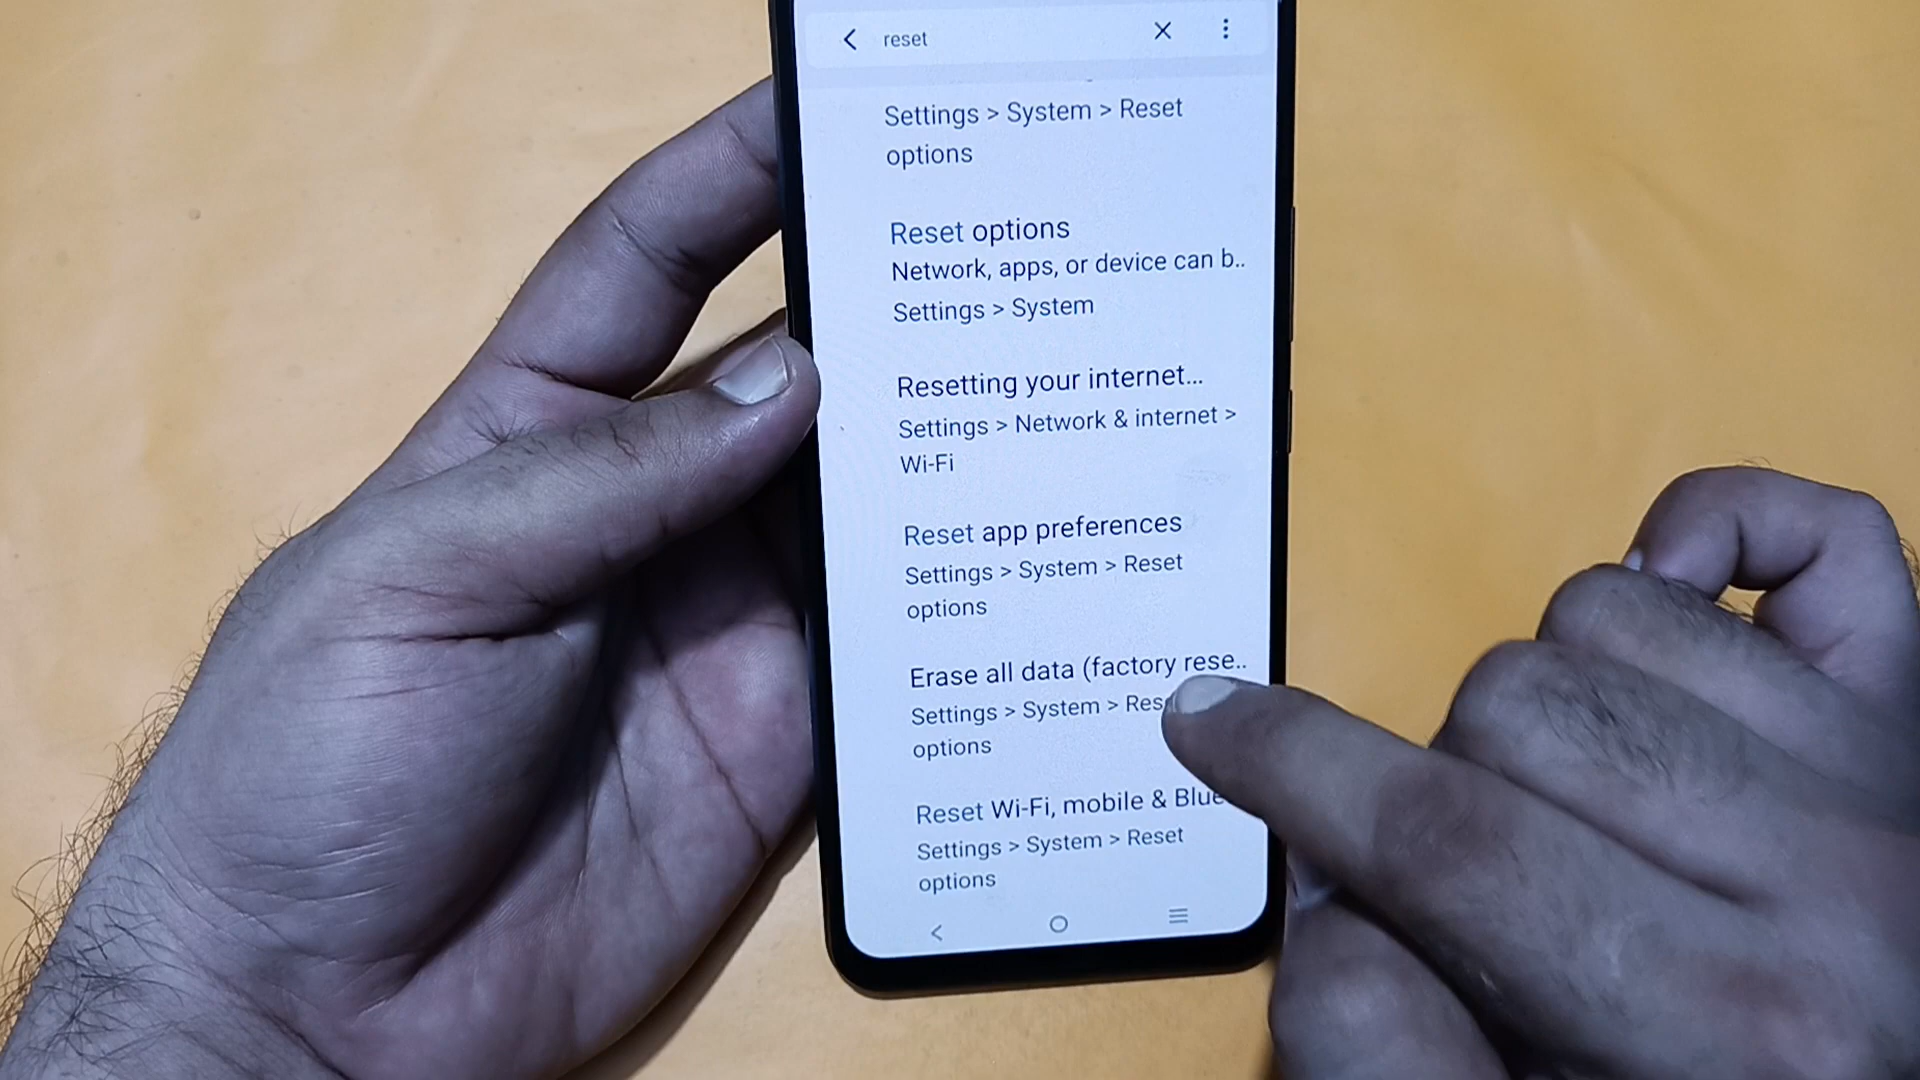 reset
Settings > System > Reset
options
Reset options
Network, apps, or device can b..
Settings > System
Resetting your internet...
Settings > Network & internet >
Wi-Fi
Reset app preferences
Settings > System > Reset
options
Erase all data (factory rese..
Settings > System > Res
options
Reset Wi-Fi, mobile & Blue
Settings > System > Reset
options